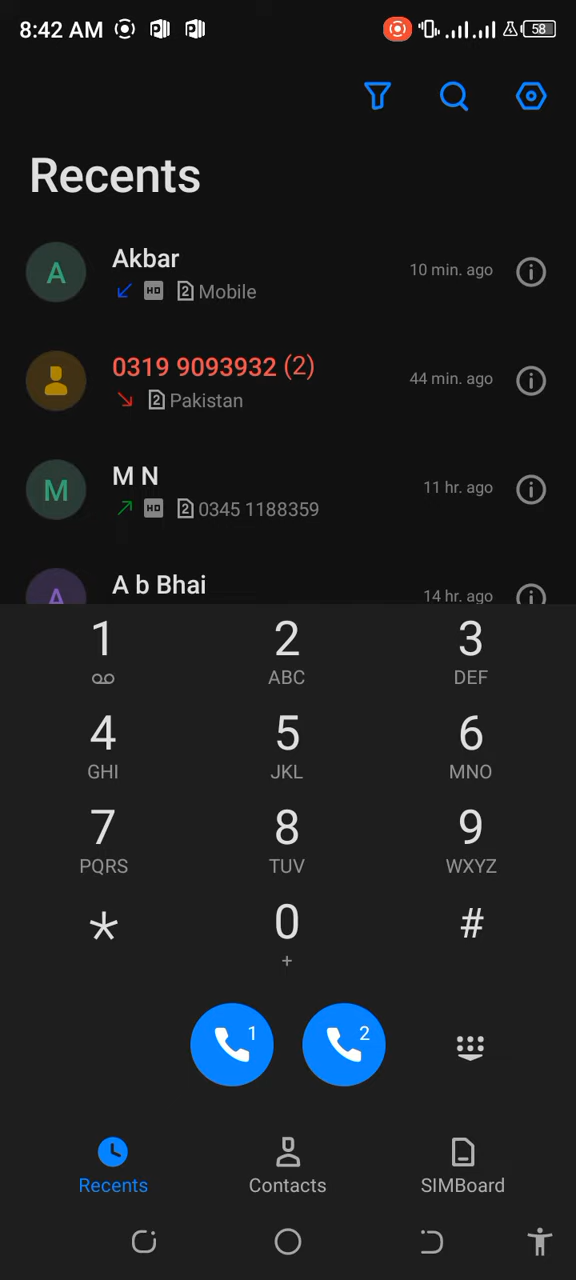 8:42 AM 58
Recents
A Akbar 10 min. ago
HD 2 Mobile
0319 9093932 (2) 44 min. ago
2 Pakistan
M M N 11 hr. ago
HD 2 0345 1188359
A A b Bhai 14 hr. ago
1 2 3
ABC DEF
4 5 6
GHI JKL MNO
7 8 9
PQRS TUV WXYZ
* 0 #
+
1 2
Recents Contacts SIMBoard